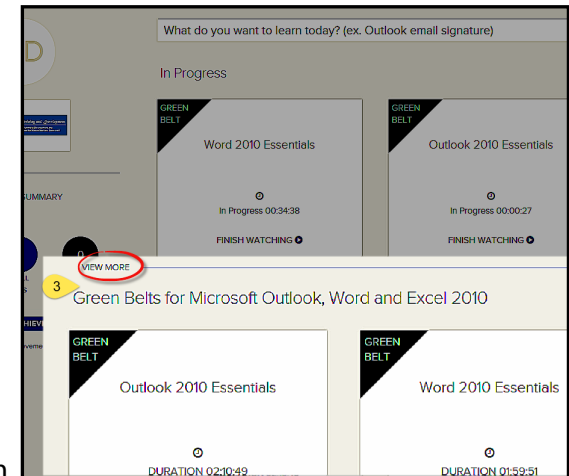 What do you want to learn today? (ex. Outlook email signature)
D
In Progress
GREEN
BELT
Word 2010 Essentials
In Progress 00:34:38
FINISH WATCHING
GREEN
BELT
Outlook 2010 Essentials
In Progress 00:00:27
FINISH WATCHING
SUMMARY
0
VIEW MORE
3
Green Belts for Microsoft Outlook, Word and Excel 2010
GREEN
BELT
Outlook 2010 Essentials
DURATION 02:10:49
GREEN
BELT
Word 2010 Essentials
DURATION 01:59:51
HIEV
veme
n